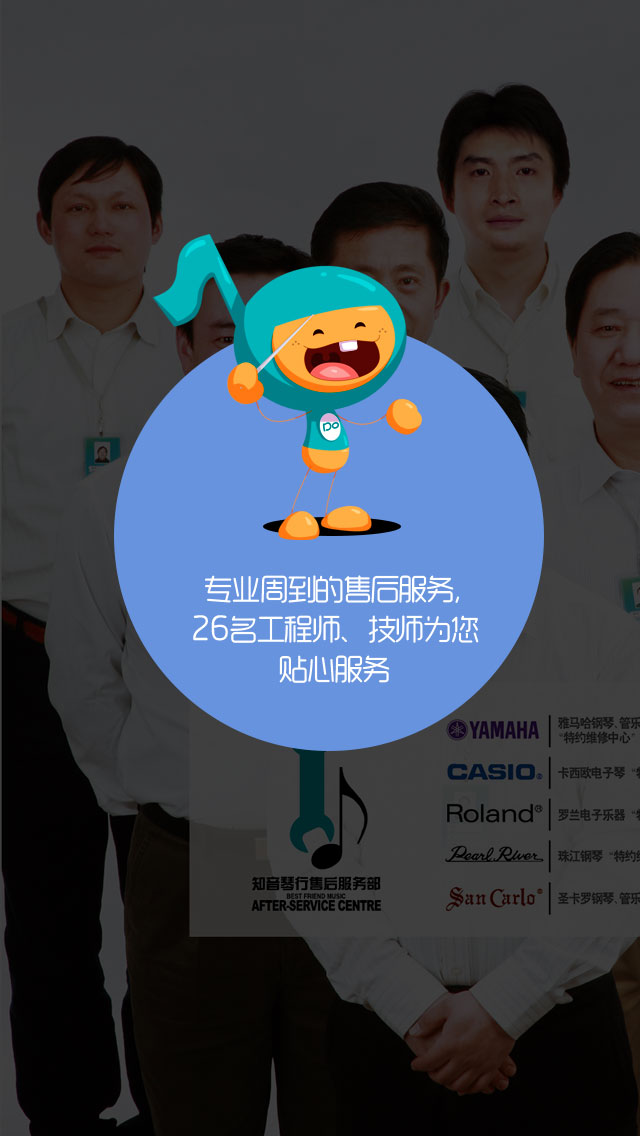 DO
专业周到的售后服务,
26名工程师、技师为您
贴心服务
YAMAHA
雅马哈钢琴、管乐
“特约维修中心”
CASIO
卡西欧电子琴“特
Roland
罗兰电子乐器“
Pearl River
珠江钢琴“特约维
San Carlo
圣卡罗钢琴、管乐
知音琴行售后服务部
BEST FRIEND MUSIC
AFTER-SERVICE CENTRE